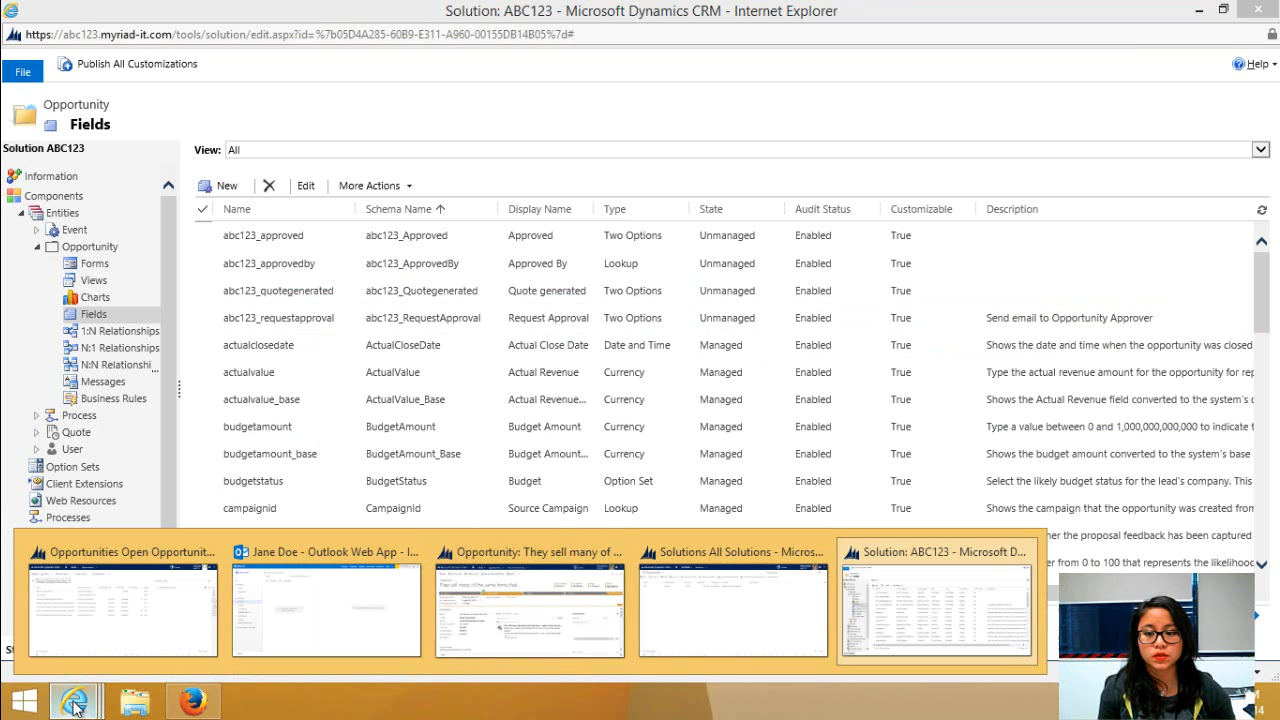 Solution: ABC123 - Microsoft Dynamics CRM - Internet Explorer
https://abc123.myriad-it.com/tools/solution/edit.aspx?id=%7b05D4A285-60B9-E311-A960-00155DB14B05%7d#
File
Publish All Customizations
Help
Opportunity
Fields
Solution ABC123
View: All
Information
Components
Entities
Event
Opportunity
Forms
Views
Charts
Fields
1:N Relationships
N:1 Relationships
N:N Relationshi...
Messages
Business Rules
Process
Quote
User
Option Sets
Client Extensions
Web Resources
Processes
New Edit More Actions
Name Schema Name Display Name Type State Audit Status Customizable Description
abc123_approved abc123_Approved Approved Two Options Unmanaged Enabled True
abc123_approvedby abc123_ApprovedBy Approved By Lookup Unmanaged Enabled True
abc123_quotegenerated abc123_Quotegenerated Quote generated Two Options Unmanaged Enabled True
abc123_requestapproval abc123_RequestApproval Request Approval Two Options Unmanaged Enabled True Send email to Opportunity Approver
actualclosedate ActualCloseDate Actual Close Date Date and Time Managed Enabled True Shows the date and time when the opportunity was closed
actualvalue ActualValue Actual Revenue Currency Managed Enabled True Type the actual revenue amount for the opportunity for rep
actualvalue_base ActualValue_Base Actual Revenue... Currency Managed Enabled True Shows the Actual Revenue field converted to the system's c
budgetamount BudgetAmount Budget Amount Currency Managed Enabled True Type a value between 0 and 1,000,000,000,000 to indicate t
budgetamount_base BudgetAmount_Base Budget Amount... Currency Managed Enabled True Shows the budget amount converted to the system's base
budgetstatus BudgetStatus Budget Option Set Managed Enabled True Select the likely budget status for the lead's company. This
campaignid CampaignId Source Campaign Lookup Managed Enabled True Shows the campaign that the opportunity was created from
her the proposal feedback has been captured
er from 0 to 100 that represents the likelihood
Opportunities Open Opportunit...
Jane Doe - Outlook Web App - I...
Opportunity: They sell many of ...
Solutions All Solutions - Micros...
Solution: ABC123 - Microsoft D...